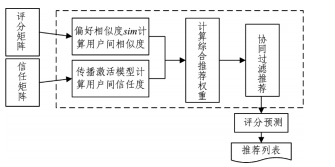 评分矩阵
偏好相似度sim计
算用户间相似度
信任矩阵
传播激活模型计
算用户间信任度
计算综合推荐权重
协同过滤推荐
评分预测
推荐列表